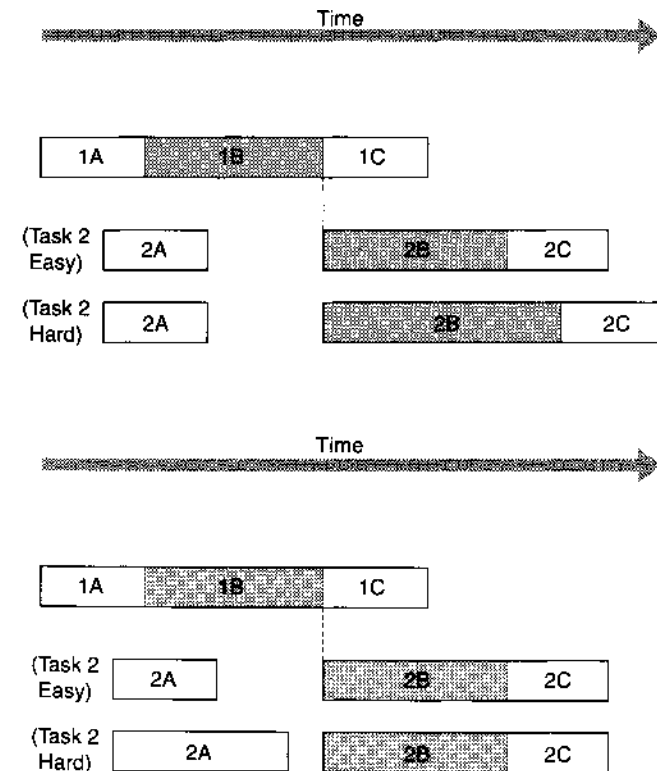 Time
1A 1B 1C
(Task 2
Easy)
2A 2B 2C
(Task 2
Hard)
2A 2B 2C
Time
1A 1B 1C
(Task 2
Easy)
2A 2B 2C
(Task 2
Hard)
2A 2B 2C